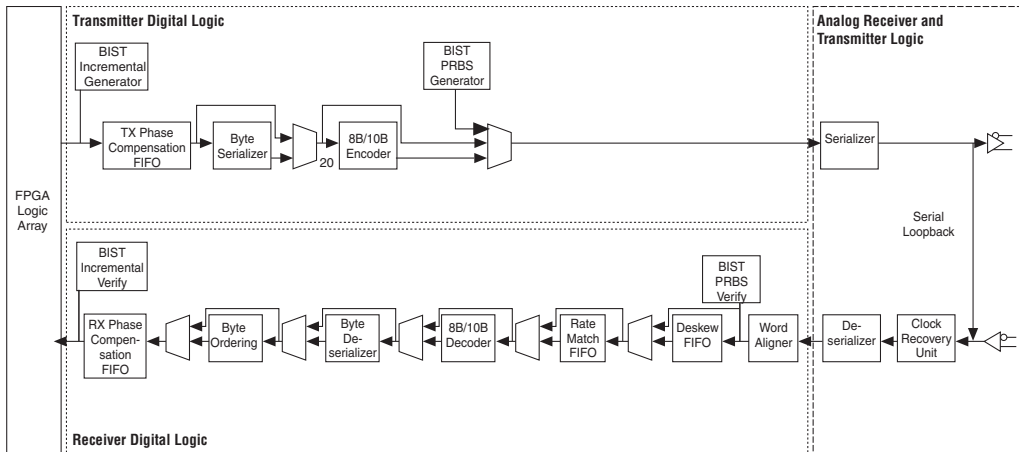 Transmitter Digital Logic
Analog Receiver and
Transmitter Logic
BIST
Incremental
Generator
BIST
PRBS
Generator
TX Phase
Compensation
FIFO
Byte
Serializer
20
8B/10B
Encoder
Serializer
FPGA
Logic
Array
Serial
Loopback
BIST
Incremental
Verify
BIST
PRBS
Verify
RX Phase
Compen-
sation
FIFO
Byte
Ordering
Byte
De-
serializer
8B/10B
Decoder
Rate
Match
FIFO
Deskew
FIFO
Word
Aligner
De-
serializer
Clock
Recovery
Unit
Receiver Digital Logic